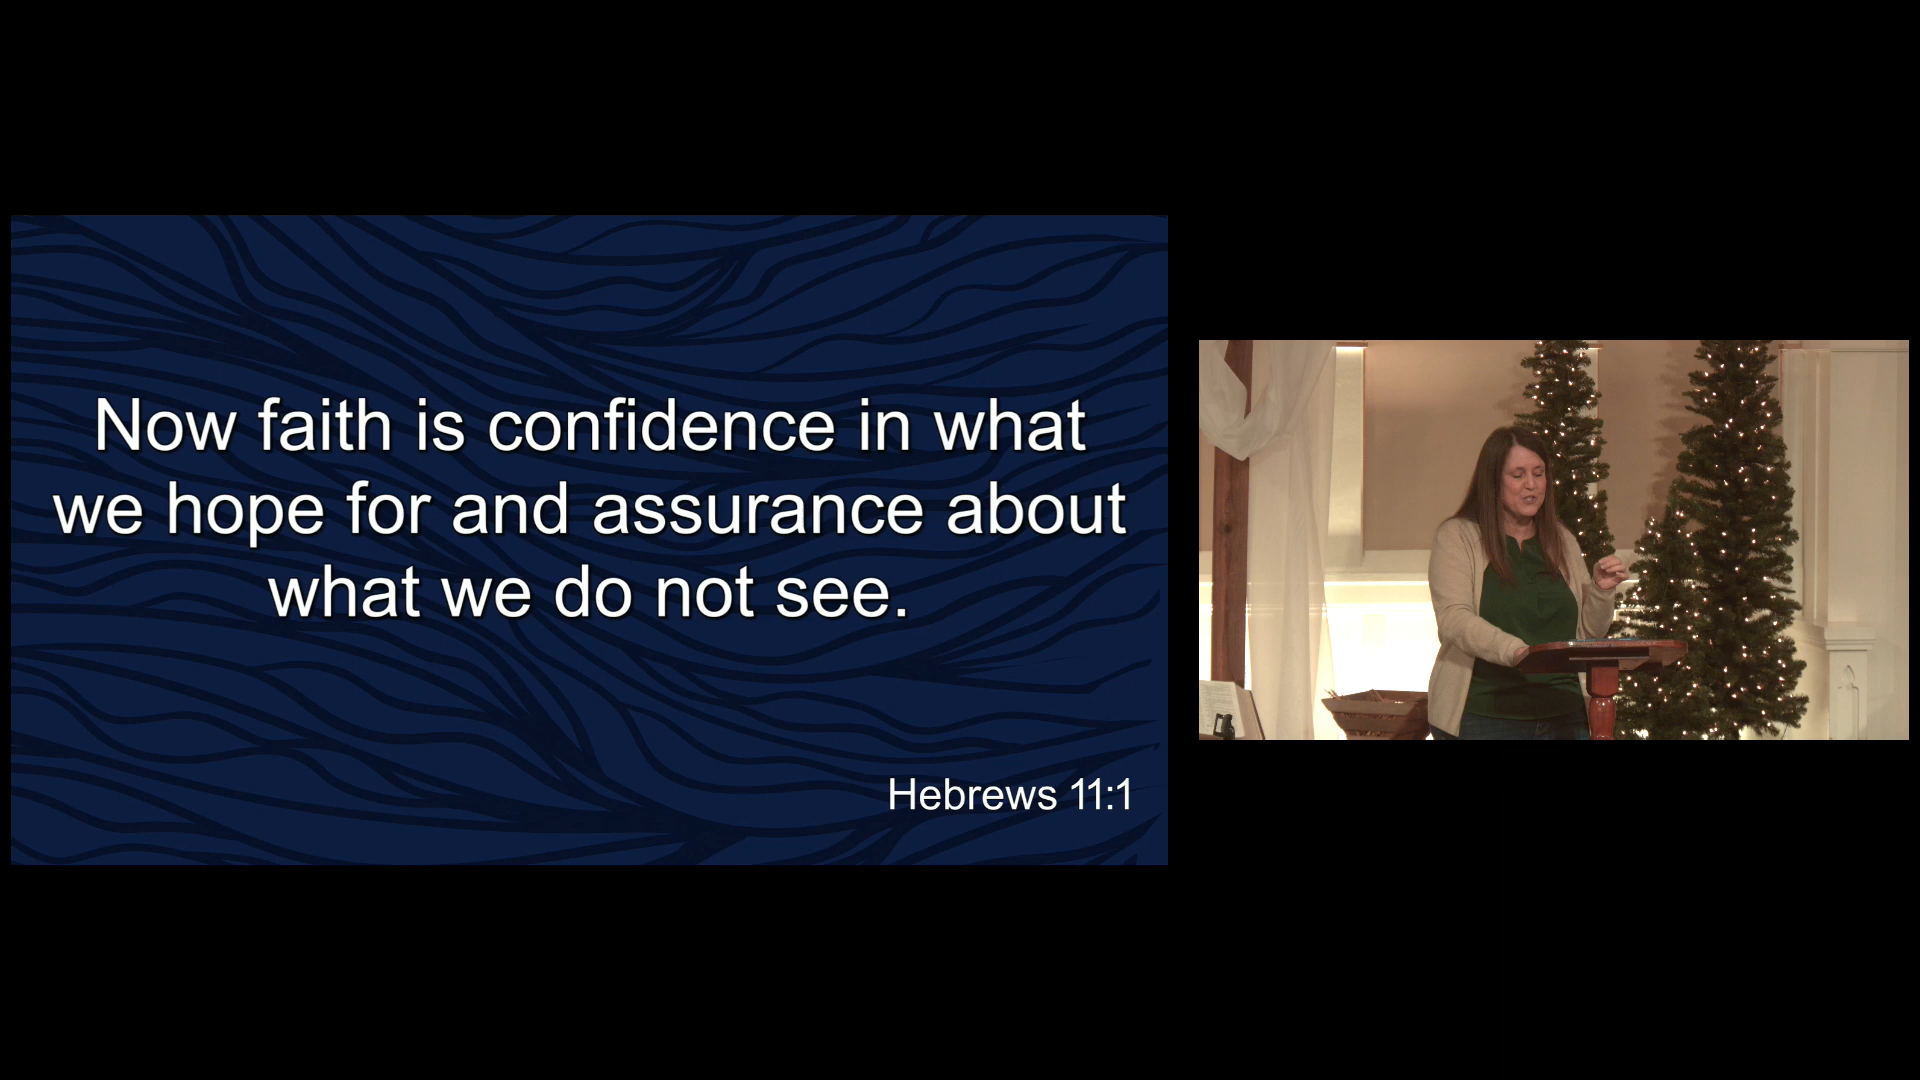 Now faith is confidence in what
we hope for and assurance about
what we do not see.
Hebrews 11:1